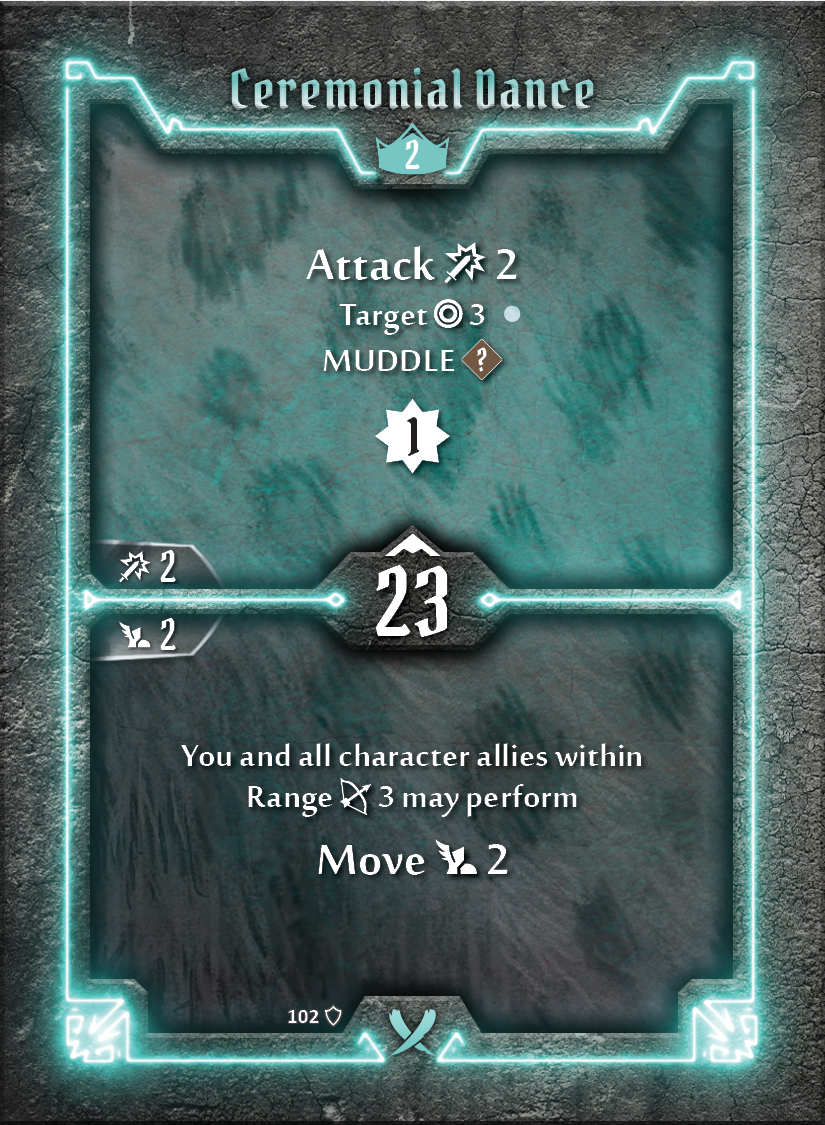 Ceremonial Dance
2
Attack 2
Target 3
MUDDLE ?
1
2
23
2
You and all character allies within
Range 3 may perform
Move 2
102